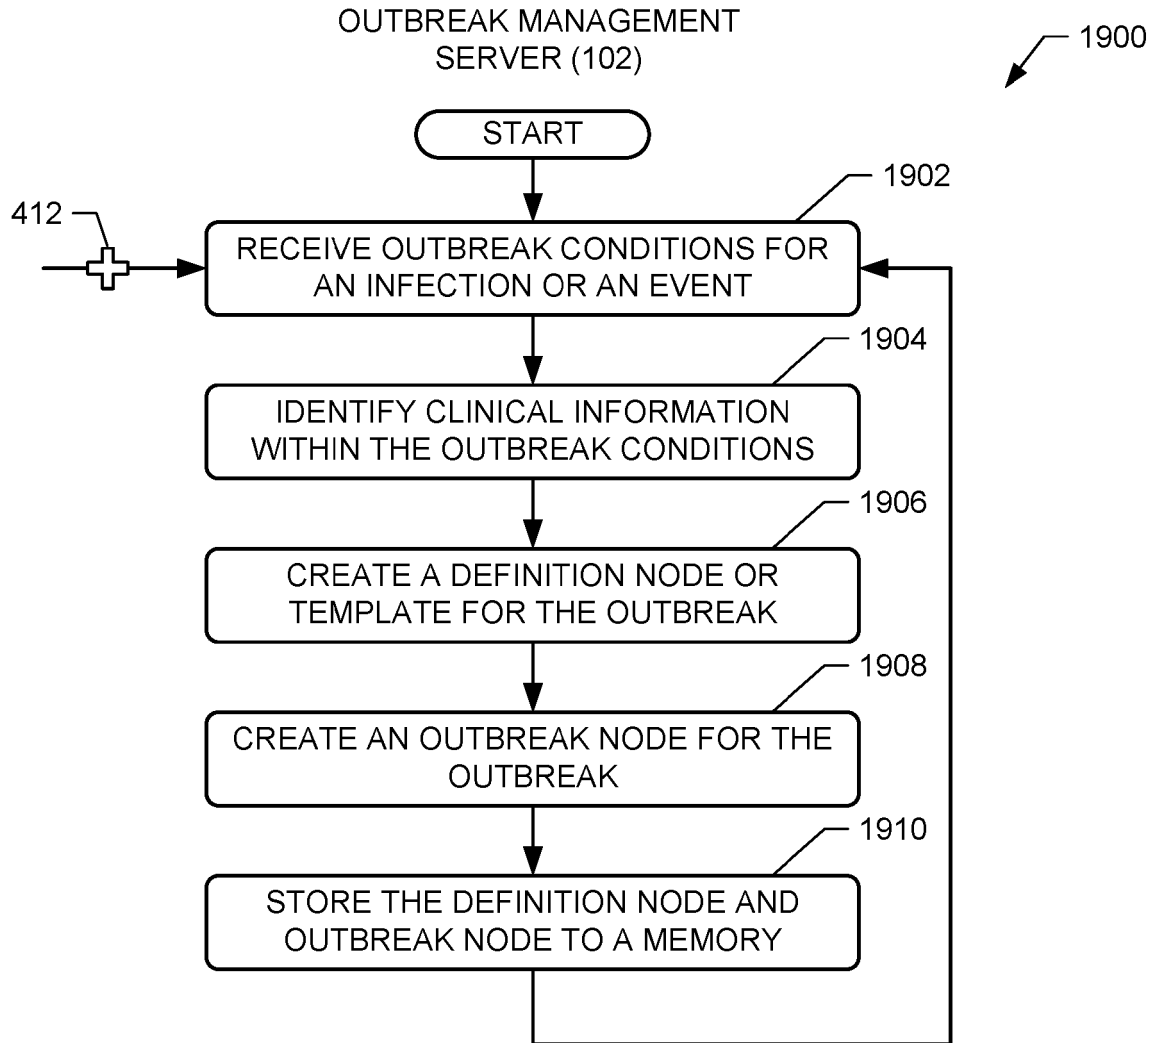 OUTBREAK MANAGEMENT
SERVER (102)
1900
START
1902
412
RECEIVE OUTBREAK CONDITIONS FOR
AN INFECTION OR AN EVENT
1904
IDENTIFY CLINICAL INFORMATION
WITHIN THE OUTBREAK CONDITIONS
1906
CREATE A DEFINITION NODE OR
TEMPLATE FOR THE OUTBREAK
1908
CREATE AN OUTBREAK NODE FOR THE
OUTBREAK
1910
STORE THE DEFINITION NODE AND
OUTBREAK NODE TO A MEMORY